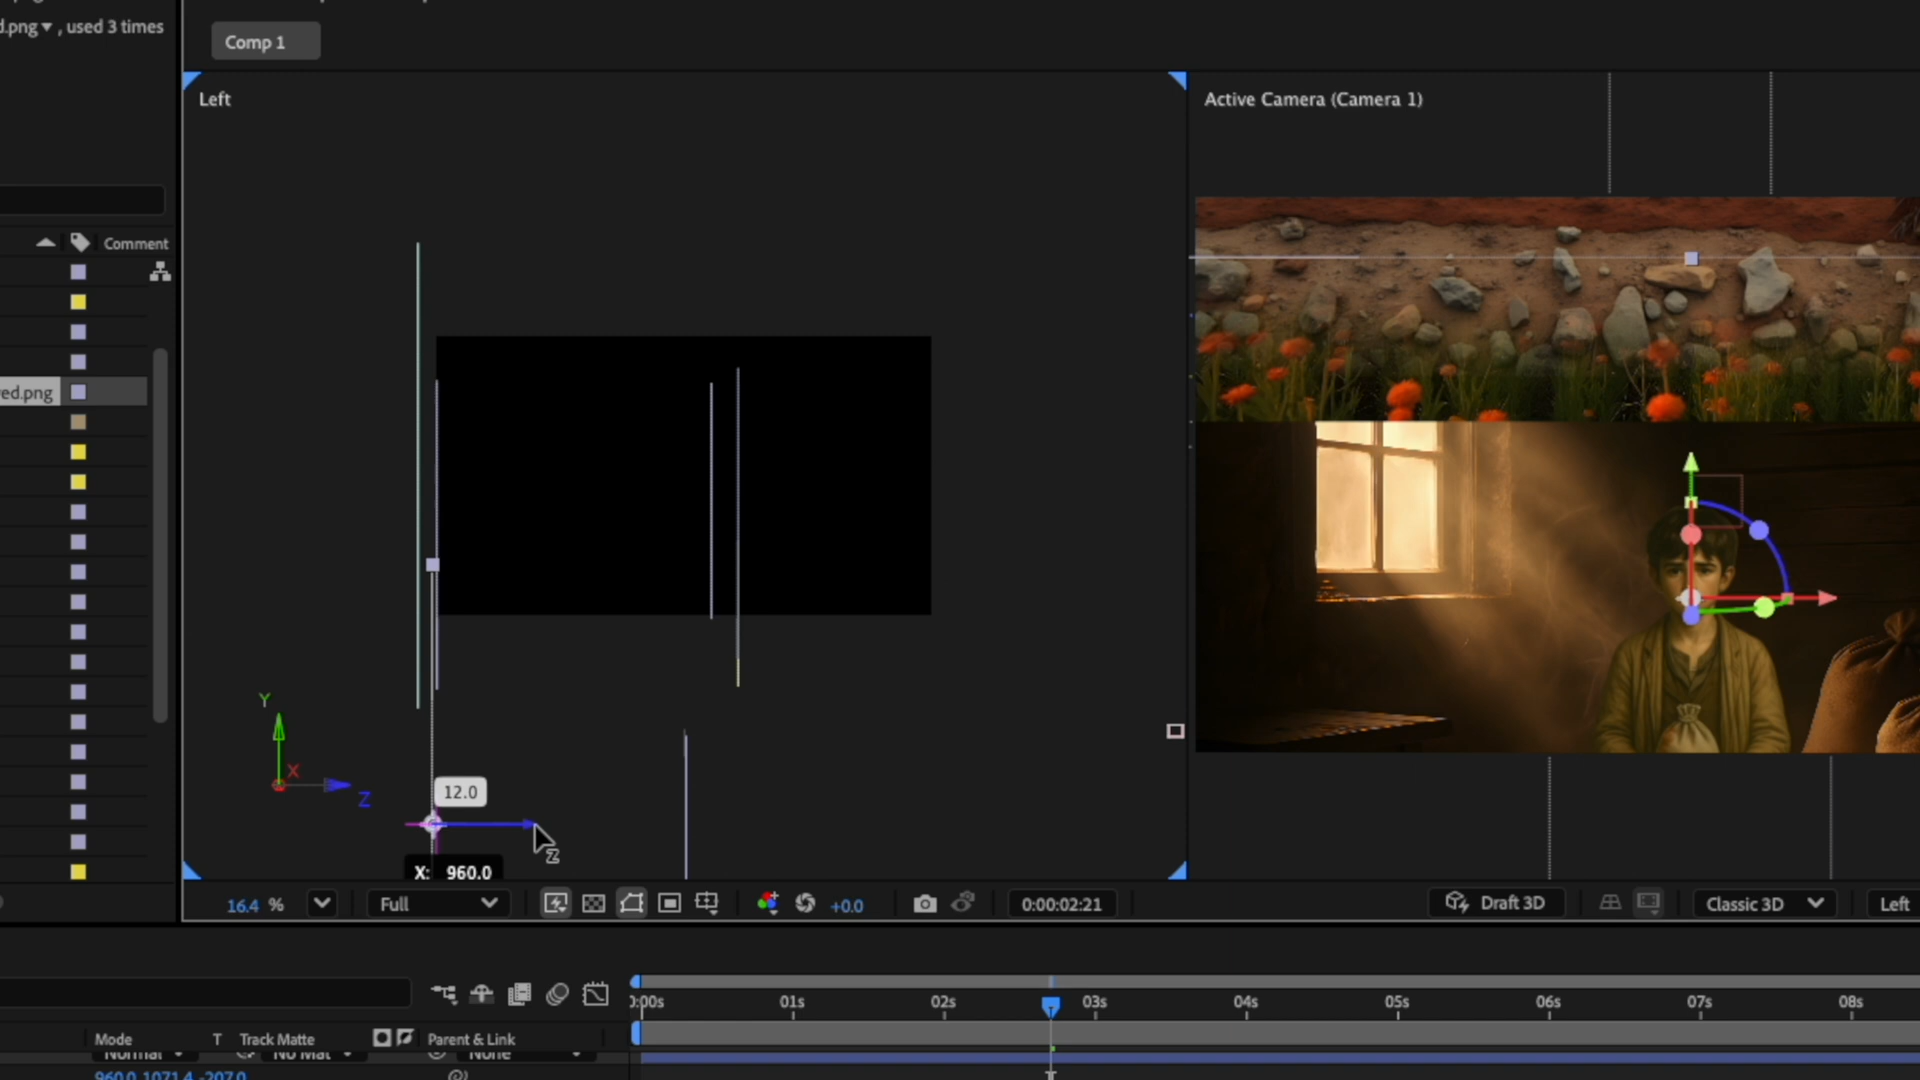 d.png ▾ , used 3 times
Comp 1
Left
Active Camera (Camera 1)
Comment
ed.png
Y
X
Z
12.0
Z
X: 960.0
16.4 %
Full
+0.0
0:00:02:21
Draft 3D
Classic 3D
Left
0:00s 01s 02s 03s 04s 05s 06s 07s 08s
Mode T Track Matte Parent & Link
Normal No Mat None
960.0,1071.4,-207.0